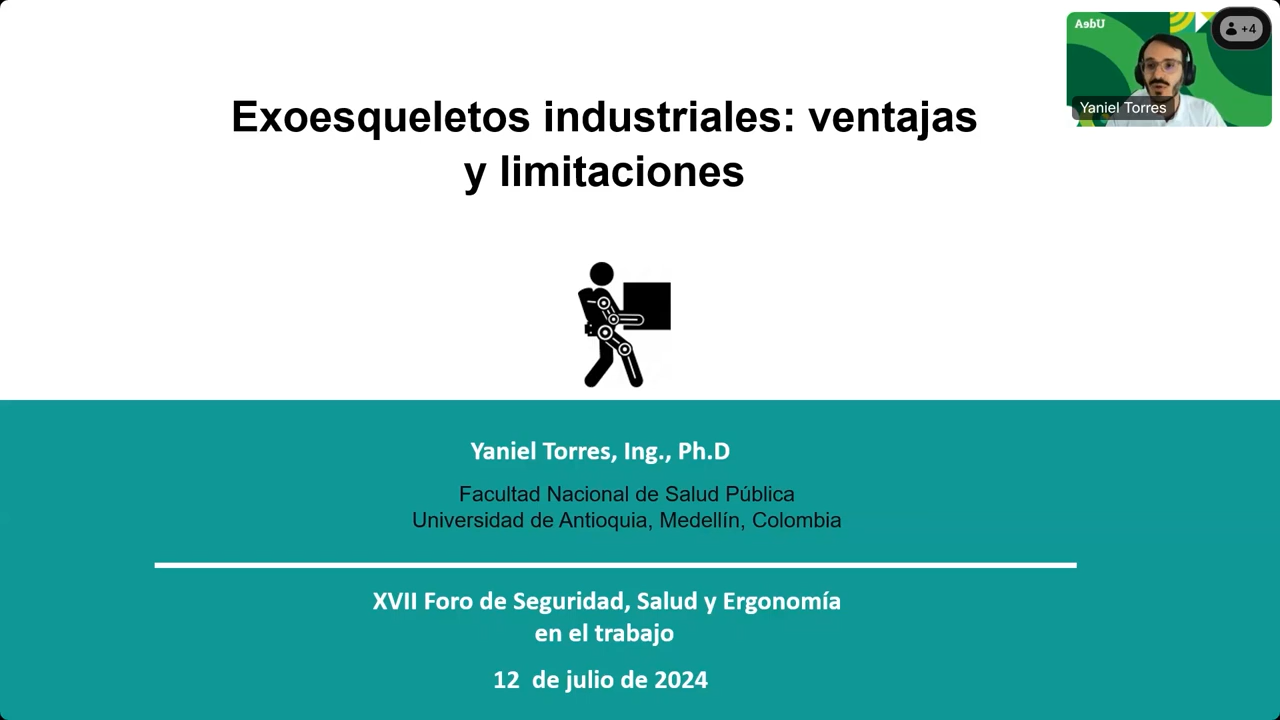 UdeA
+4
Yaniel Torres
Exoesqueletos industriales: ventajas
y limitaciones
Yaniel Torres, Ing., Ph.D
Facultad Nacional de Salud Pública
Universidad de Antioquia, Medellín, Colombia
XVII Foro de Seguridad, Salud y Ergonomía
en el trabajo
12 de julio de 2024